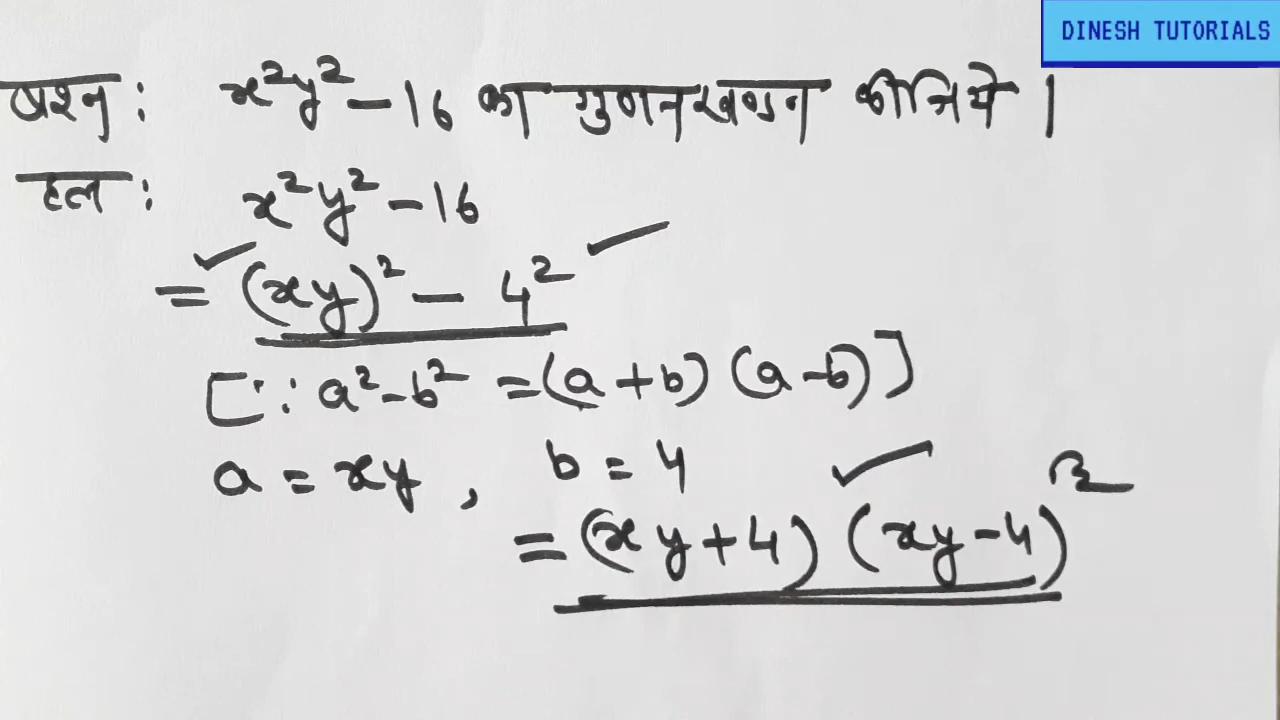 DINESH TUTORIALS
प्रश्न: x²y² - 16 का गुणनखण्डन कीजिये।
हल: x²y² - 16
= (xy)² - 4²
[∵ a² - b² = (a + b) (a - b)]
a = xy, b = 4
= (xy + 4) (xy - 4)